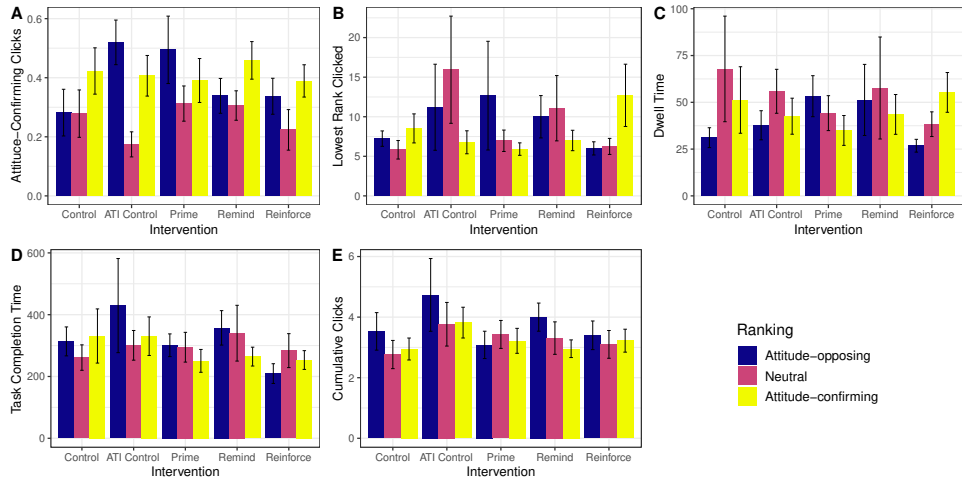 A
Attitude-Confirming Clicks
0.6
0.4
0.2
0.0
Control ATI Control Prime Remind Reinforce
Intervention
B
Lowest Rank Clicked
20
15
10
5
0
Control ATI Control Prime Remind Reinforce
Intervention
C
Dwell Time
100
75
50
25
0
Control ATI Control Prime Remind Reinforce
Intervention
D
Task Completion Time
600
400
200
0
Control ATI Control Prime Remind Reinforce
Intervention
E
Cumulative Clicks
6
4
2
0
Control ATI Control Prime Remind Reinforce
Intervention
Ranking
Attitude-opposing
Neutral
Attitude-confirming